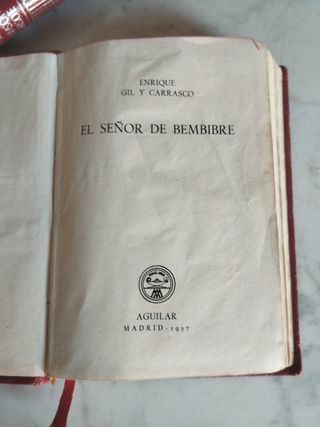 ENRIQUE
GIL Y CARRASCO
EL SEÑOR DE BEMBIBRE
AGUILAR
MADRID - 1957